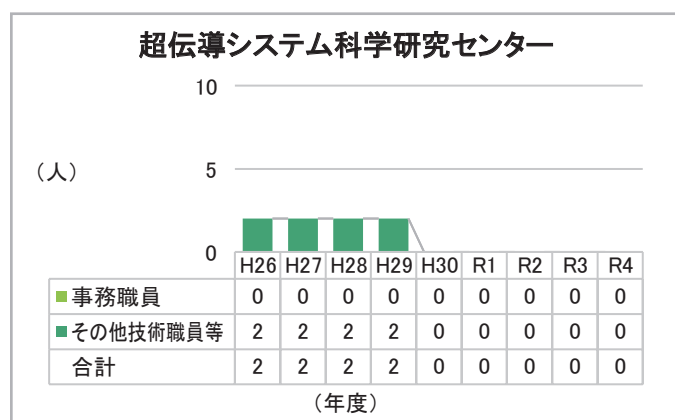 超伝導システム科学研究センター
10
(人) 5
0
H26 H27 H28 H29 H30 R1 R2 R3 R4
事務職員 0 0 0 0 0 0 0 0 0
その他技術職員等 2 2 2 2 0 0 0 0 0
合計 2 2 2 2 0 0 0 0 0
(年度)